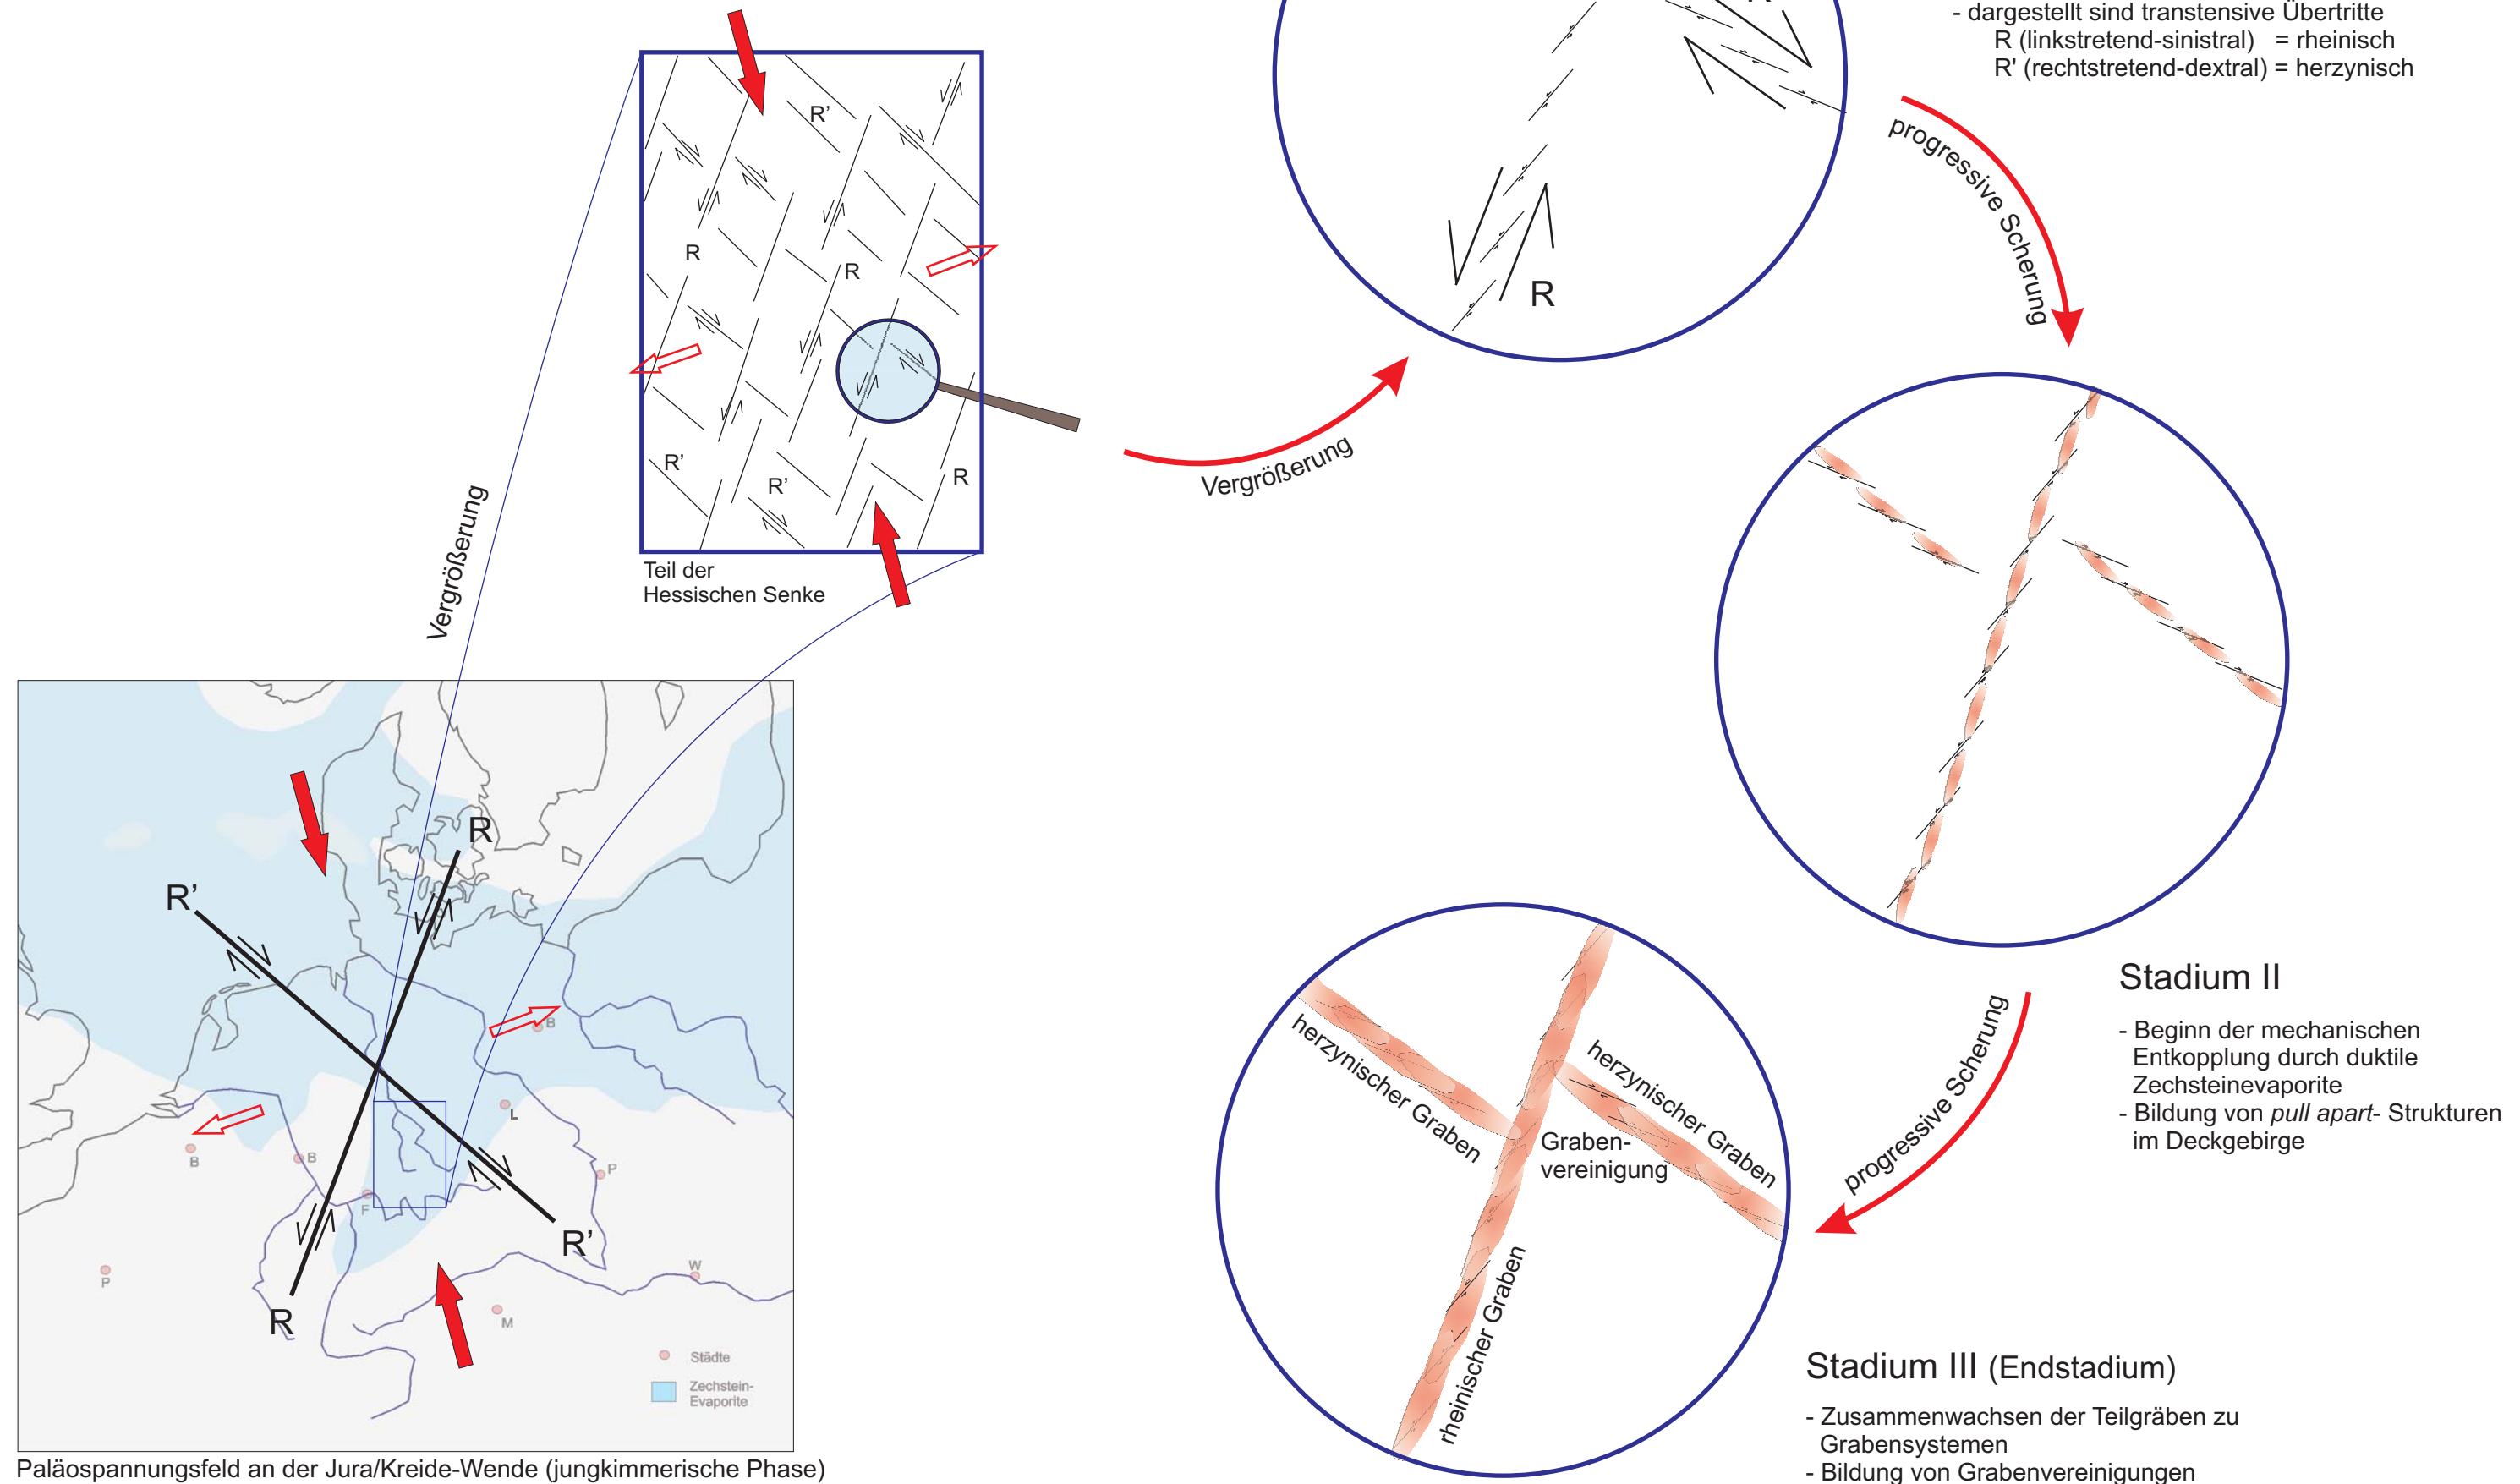 - dargestellt sind transtensive Übertritte
R (linkstretend-sinistral) = rheinisch
R' (rechtstretend-dextral) = herzynisch
R'
R
R
R'
R'
R
Teil der
Hessischen Senke
Vergrößerung
Vergrößerung
R
progressive Scherung
Stadium II
- Beginn der mechanischen
Entkopplung durch duktile
Zechsteinevaporite
- Bildung von pull apart- Strukturen
im Deckgebirge
progressive Scherung
herzynischer Graben
herzynischer Graben
Graben-
vereinigung
rheinischer Graben
Stadium III (Endstadium)
- Zusammenwachsen der Teilgräben zu
Grabensystemen
- Bildung von Grabenvereinigungen
R
R'
B
L
B
B
P
F
R'
P
W
R
M
Städte
Zechstein-
Evaporite
Paläospannungsfeld an der Jura/Kreide-Wende (jungkimmerische Phase)